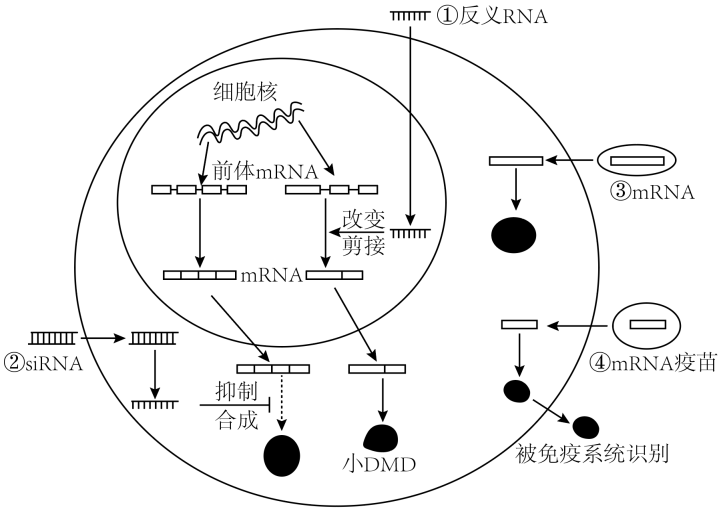 ①反义RNA
细胞核
前体mRNA
③mRNA
改变
剪接
mRNA
②siRNA
④mRNA疫苗
抑制
合成
小DMD
被免疫系统识别